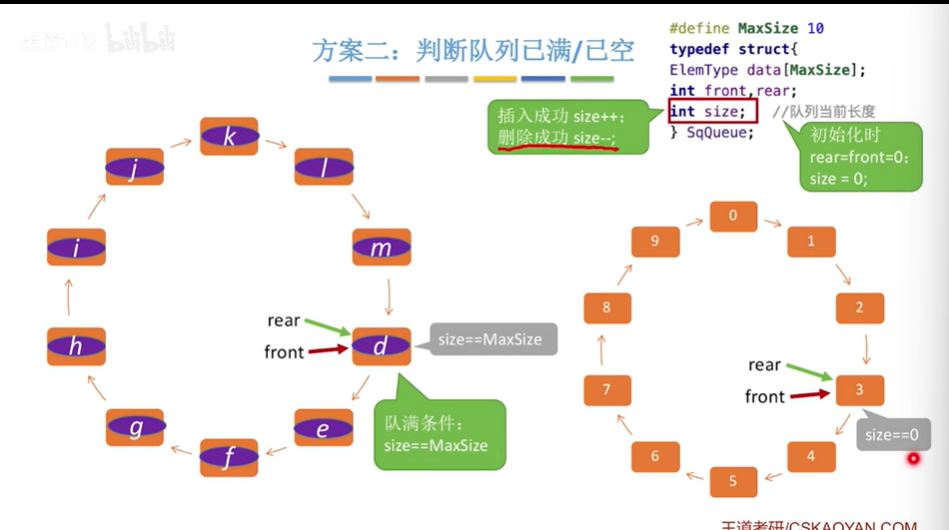 方案二：判断队列已满/已空
#define MaxSize 10
typedef struct{
ElemType data[MaxSize];
int front,rear;
int size; //队列当前长度
} SqQueue;
插入成功 size++；
删除成功 size--;
初始化时
rear=front=0；
size = 0;
k
j
l
i
m
rear
front
d
size==MaxSize
h
队满条件：
size==MaxSize
g
e
f
0
9
1
8
2
rear
front
7
3
size==0
6
4
5
王道考研/CSKAOYAN.COM
bilibili